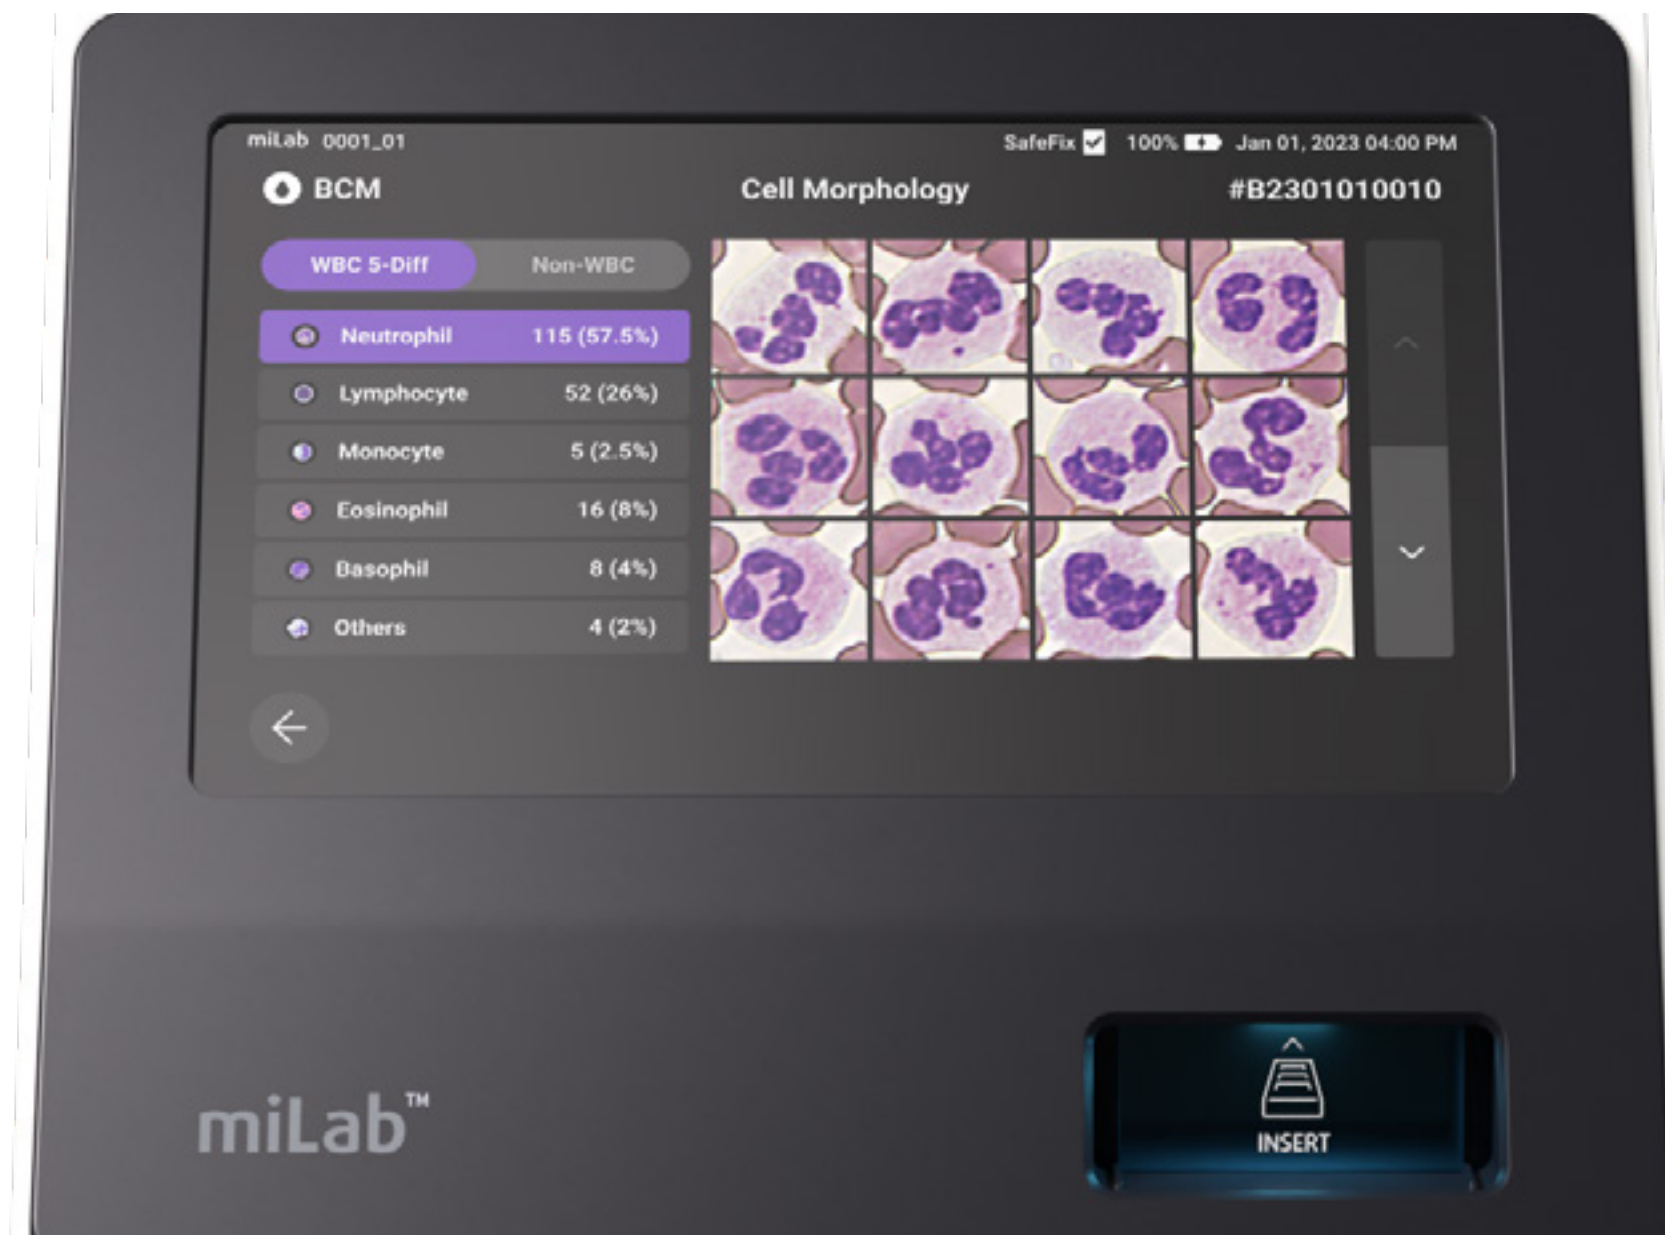 miLab 0001_01 SafeFix 100% Jan 01, 2023 04:00 PM
BCM Cell Morphology #B2301010010
WBC 5-Diff Non-WBC
Neutrophil 115 (57.5%)
Lymphocyte 52 (26%)
Monocyte 5 (2.5%)
Eosinophil 16 (8%)
Basophil 8 (4%)
Others 4 (2%)
miLab™
INSERT